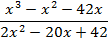 x³ − x² − 42x
2x² − 20x + 42